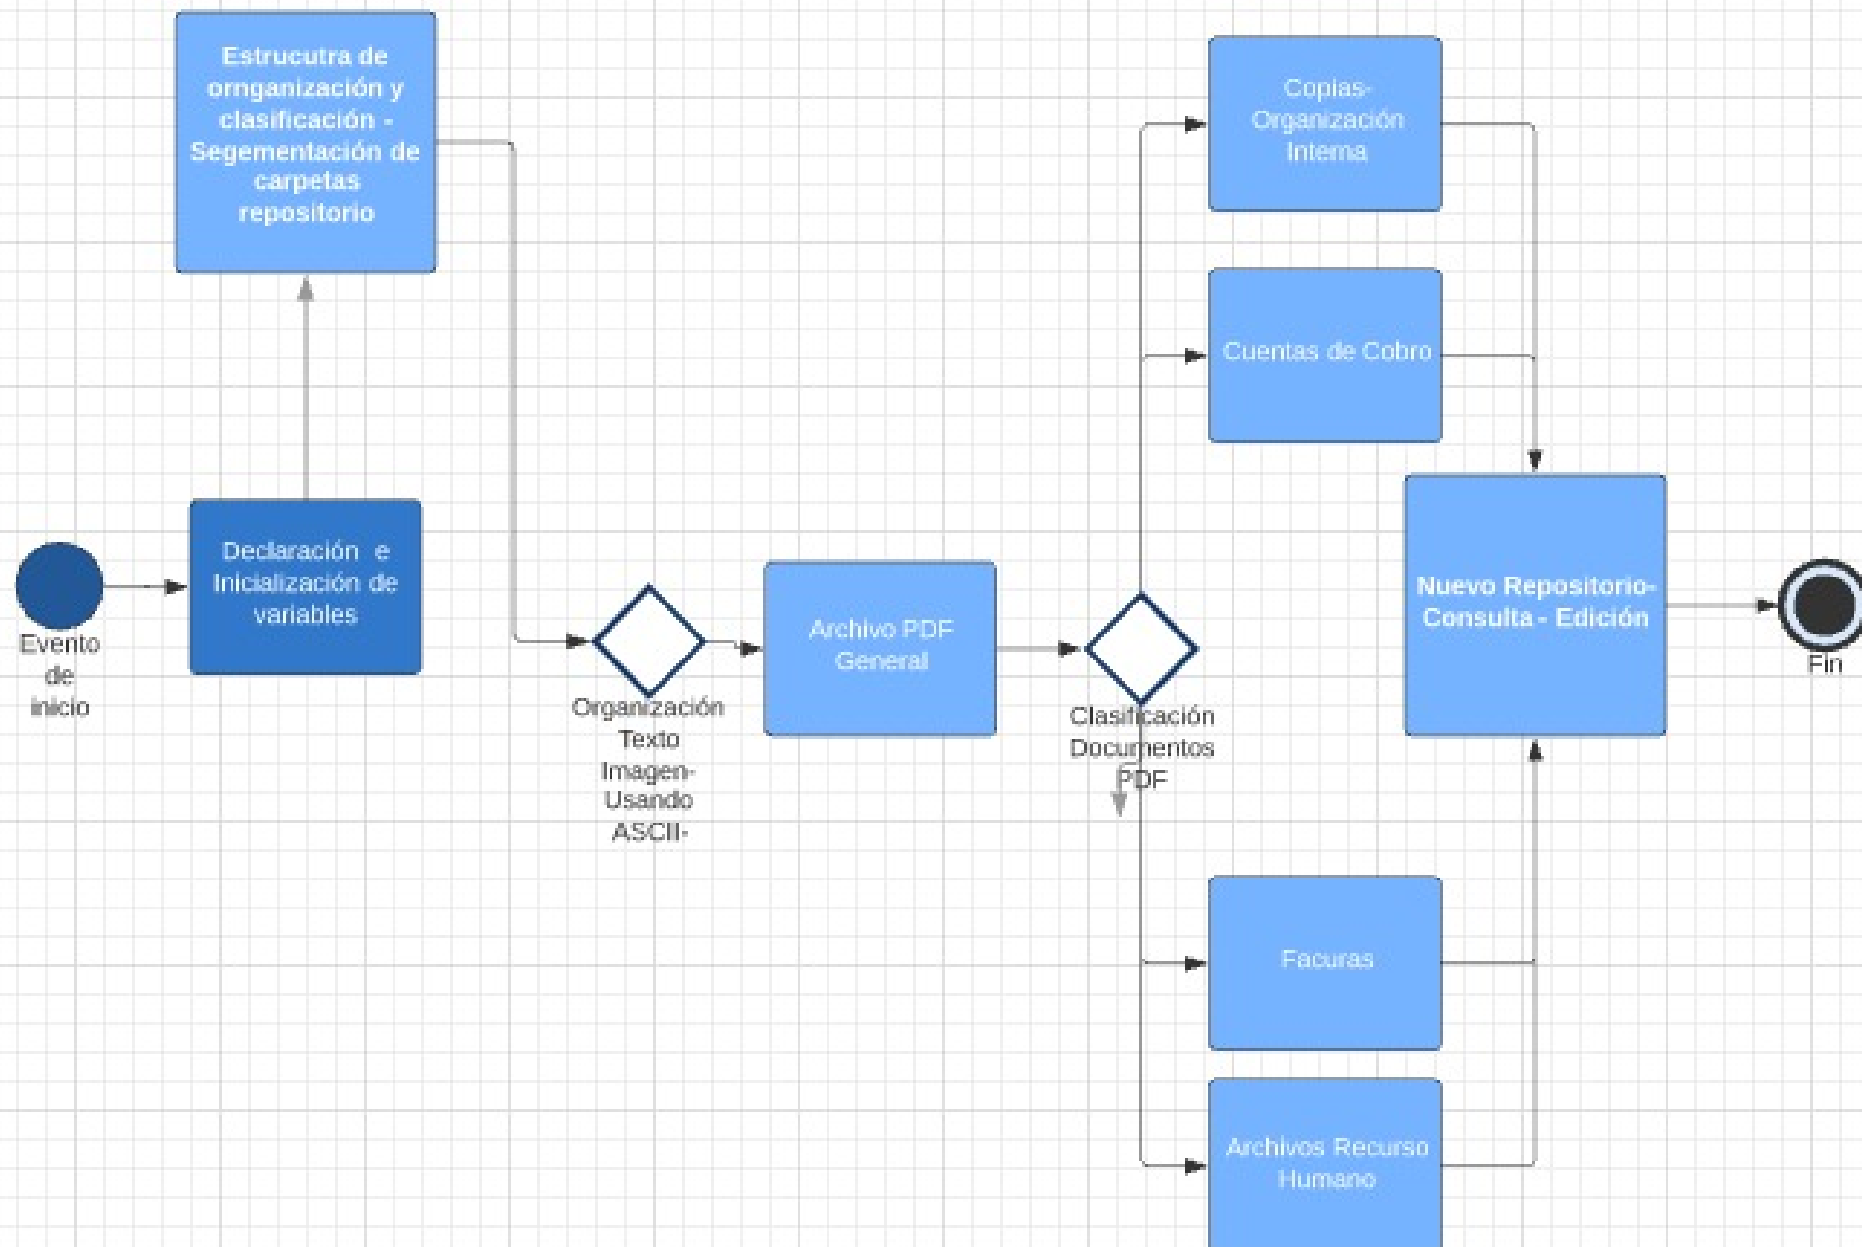 Estrucutra de
ornganización y
clasificación -
Segementación de
carpetas
repositorio
Declaración e
Inicialización de
variables
Evento
de
inicio
Organización
Texto
Imagen-
Usando
ASCII-
Archivo PDF
General
Clasificación
Documentos
PDF
Copias-
Organización
Interna
Cuentas de Cobro
Nuevo Repositorio-
Consulta - Edición
Fin
Facuras
Archivos Recurso
Humano